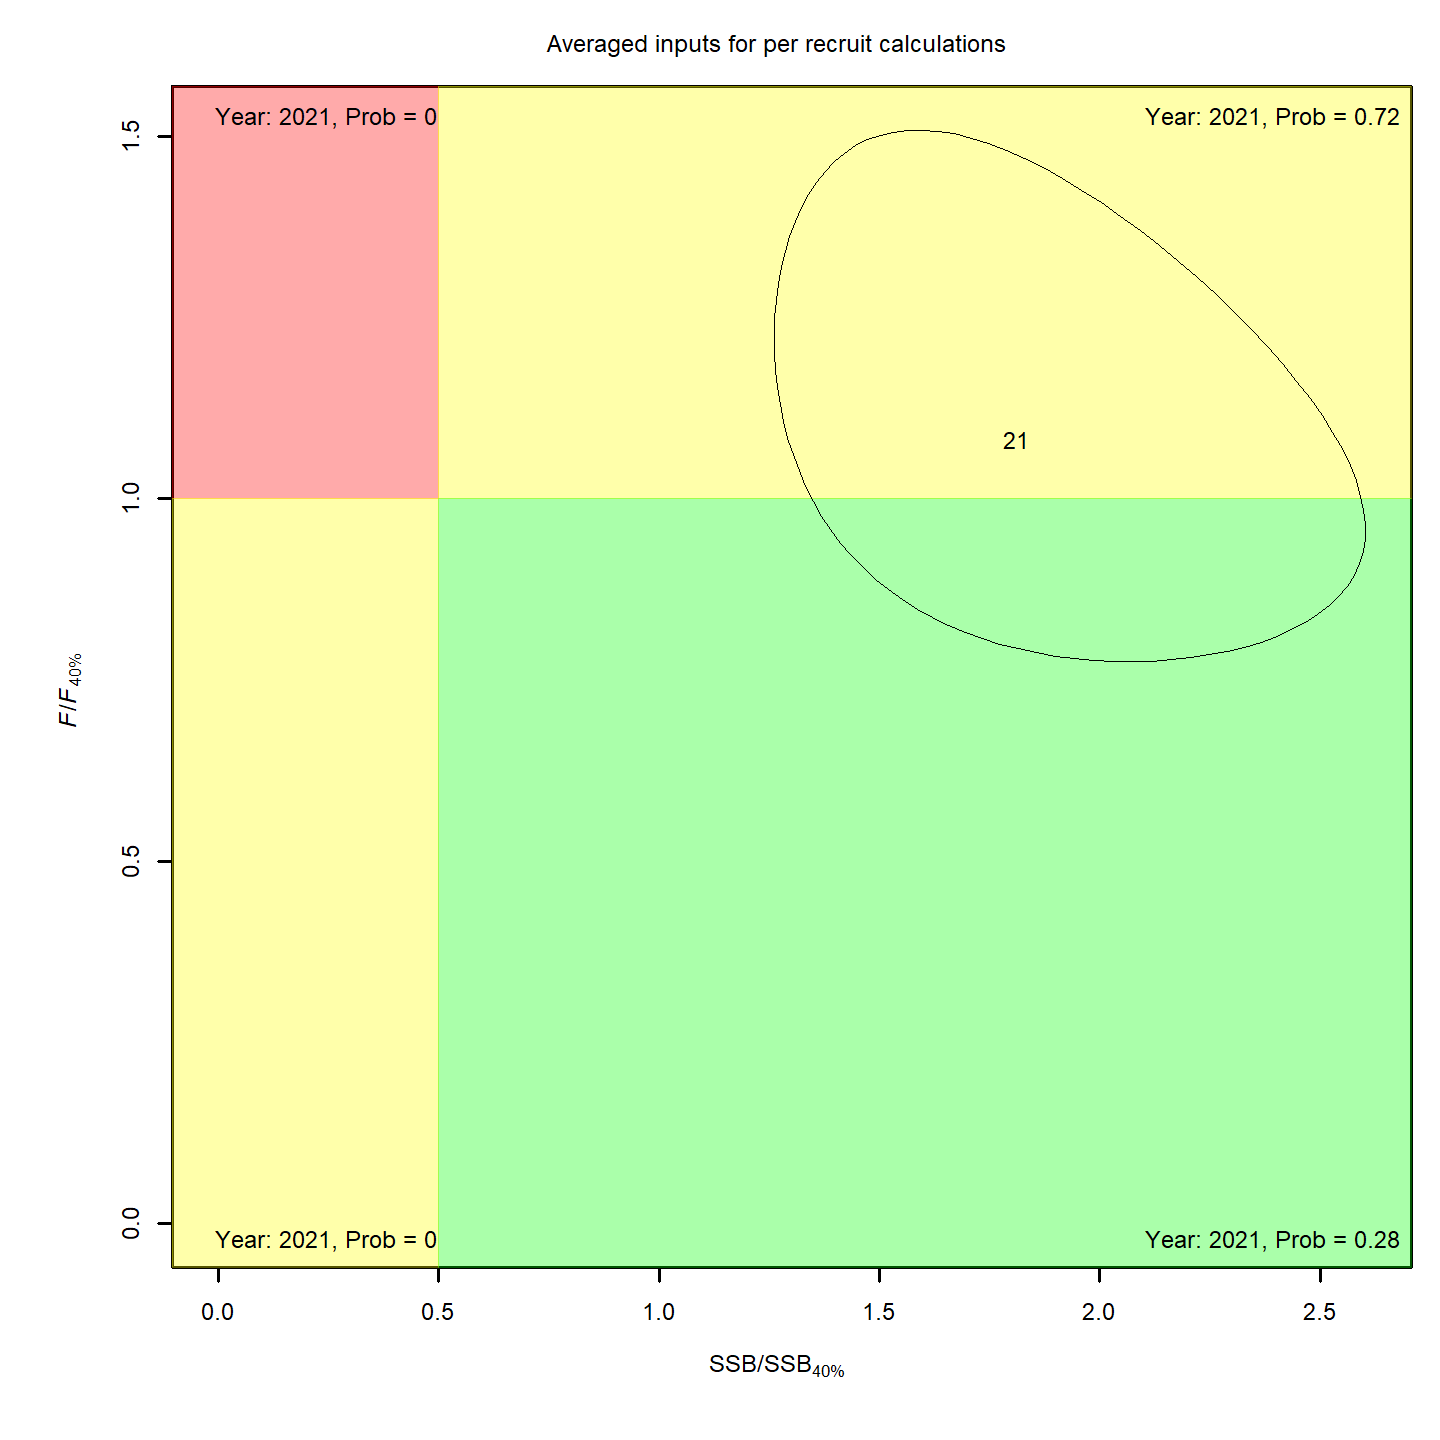 Averaged inputs for per recruit calculations
Year: 2021, Prob = 0
Year: 2021, Prob = 0.72
1.5
21
1.0
F/F40%
0.5
0.0
Year: 2021, Prob = 0
Year: 2021, Prob = 0.28
0.0 0.5 1.0 1.5 2.0 2.5
SSB/SSB40%